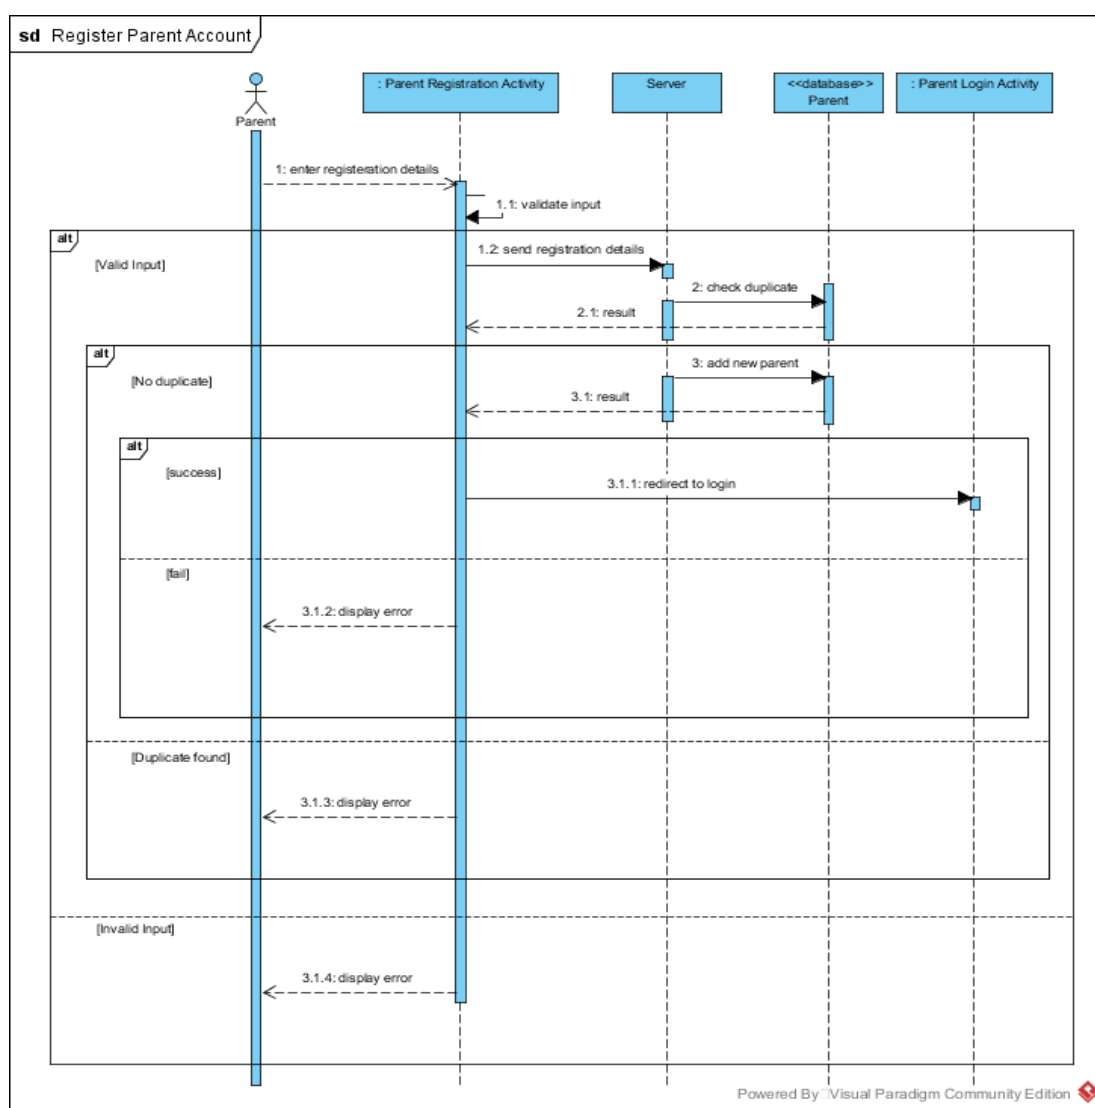 sd Register Parent Account
: Parent Registration Activity
Server
<<database>>
Parent
: Parent Login Activity
Parent
1: enter registeration details
1.1: validate input
alt
[Valid Input]
1.2: send registration details
2: check duplicate
2.1: result
alt
[No duplicate]
3: add new parent
3.1: result
alt
[success]
3.1.1: redirect to login
[fail]
3.1.2: display error
[Duplicate found]
3.1.3: display error
[Invalid Input]
3.1.4: display error
Powered By Visual Paradigm Community Edition